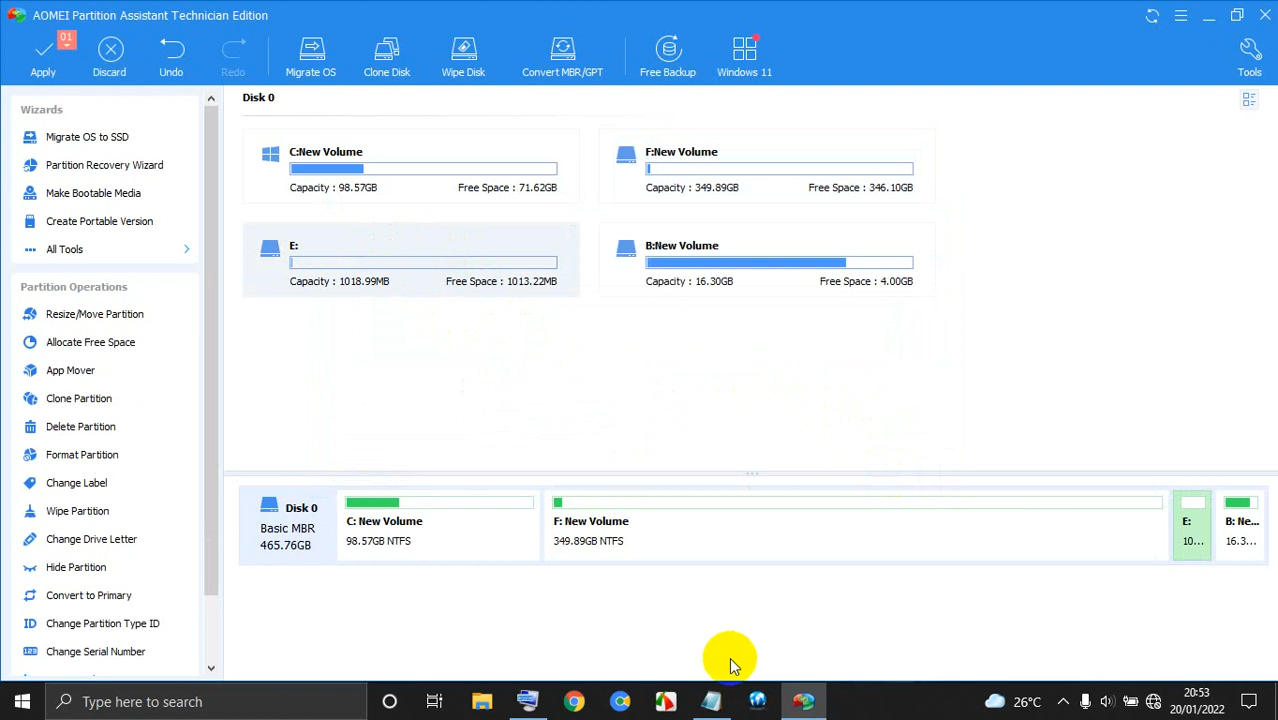 AOMEI Partition Assistant Technician Edition
01
Apply
Discard
Undo
Redo
Migrate OS
Clone Disk
Wipe Disk
Convert MBR/GPT
Free Backup
Windows 11
Tools
Wizards
Migrate OS to SSD
Partition Recovery Wizard
Make Bootable Media
Create Portable Version
All Tools
Partition Operations
Resize/Move Partition
Allocate Free Space
App Mover
Clone Partition
Delete Partition
Format Partition
Change Label
Wipe Partition
Change Drive Letter
Hide Partition
Convert to Primary
ID Change Partition Type ID
Change Serial Number
Disk 0
C:New Volume
Capacity : 98.57GB Free Space : 71.62GB
F:New Volume
Capacity : 349.89GB Free Space : 346.10GB
E:
Capacity : 1018.99MB Free Space : 1013.22MB
B:New Volume
Capacity : 16.30GB Free Space : 4.00GB
Disk 0
Basic MBR
465.76GB
C: New Volume
98.57GB NTFS
F: New Volume
349.89GB NTFS
E:
10...
B: Ne...
16.3...
Type here to search
26°C
20:53
20/01/2022